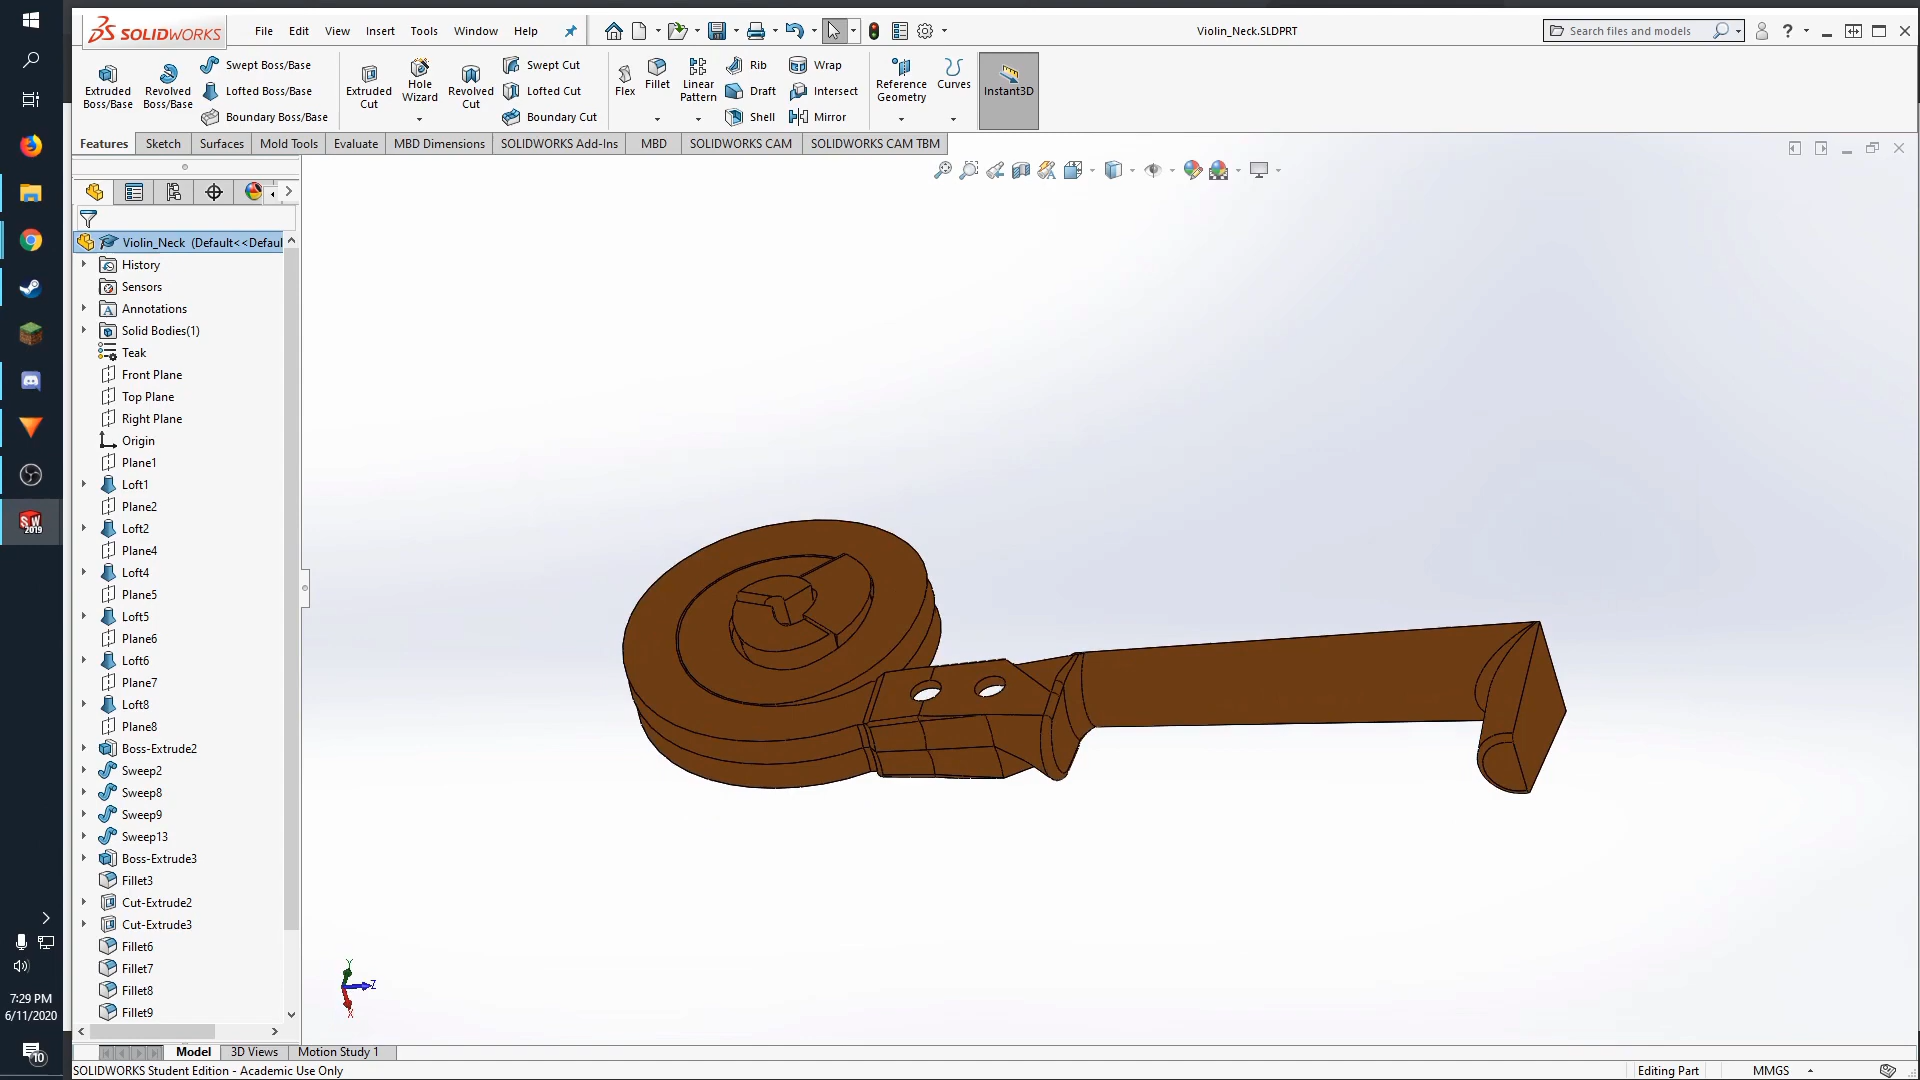 SOLIDWORKS File Edit View Insert Tools Window Help Violin_Neck.SLDPRT Search files and models ?
Extruded Boss/Base Revolved Boss/Base Swept Boss/Base Lofted Boss/Base Boundary Boss/Base Extruded Cut Hole Wizard Revolved Cut Swept Cut Lofted Cut Boundary Cut Flex Fillet Linear Pattern Rib Draft Shell Wrap Intersect Mirror Reference Geometry Curves Instant3D
Features Sketch Surfaces Mold Tools Evaluate MBD Dimensions SOLIDWORKS Add-Ins MBD SOLIDWORKS CAM SOLIDWORKS CAM TBM
Violin_Neck (Default<<Defaul
History
Sensors
Annotations
Solid Bodies(1)
Teak
Front Plane
Top Plane
Right Plane
Origin
Plane1
Loft1
Plane2
Loft2
Plane4
Loft4
Plane5
Loft5
Plane6
Loft6
Plane7
Loft8
Plane8
Boss-Extrude2
Sweep2
Sweep8
Sweep9
Sweep13
Boss-Extrude3
Fillet3
Cut-Extrude2
Cut-Extrude3
Fillet6
Fillet7
Fillet8
Fillet9
Y
Z
X
SW
2019
7:29 PM
6/11/2020
10
Model 3D Views Motion Study 1
SOLIDWORKS Student Edition - Academic Use Only Editing Part MMGS